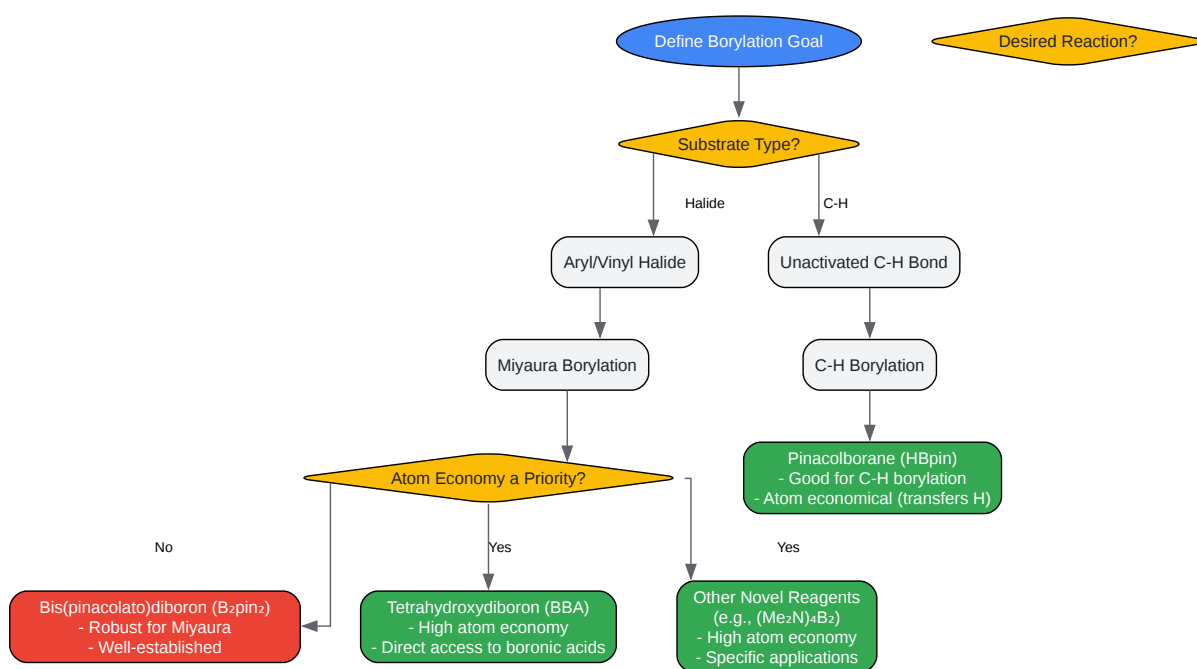 Define Borylation Goal
Desired Reaction?
Substrate Type?
Halide
C-H
Aryl/Vinyl Halide
Unactivated C-H Bond
Miyaura Borylation
C-H Borylation
Pinacolborane (HBpin)
- Good for C-H borylation
- Atom economical (transfers H)
Atom Economy a Priority?
No
Yes
Yes
Bis(pinacolato)diboron (B₂pin₂)
- Robust for Miyaura
- Well-established
Tetrahydroxydiboron (BBA)
- High atom economy
- Direct access to boronic acids
Other Novel Reagents
(e.g., (Me₂N)₄B₂)
- High atom economy
- Specific applications